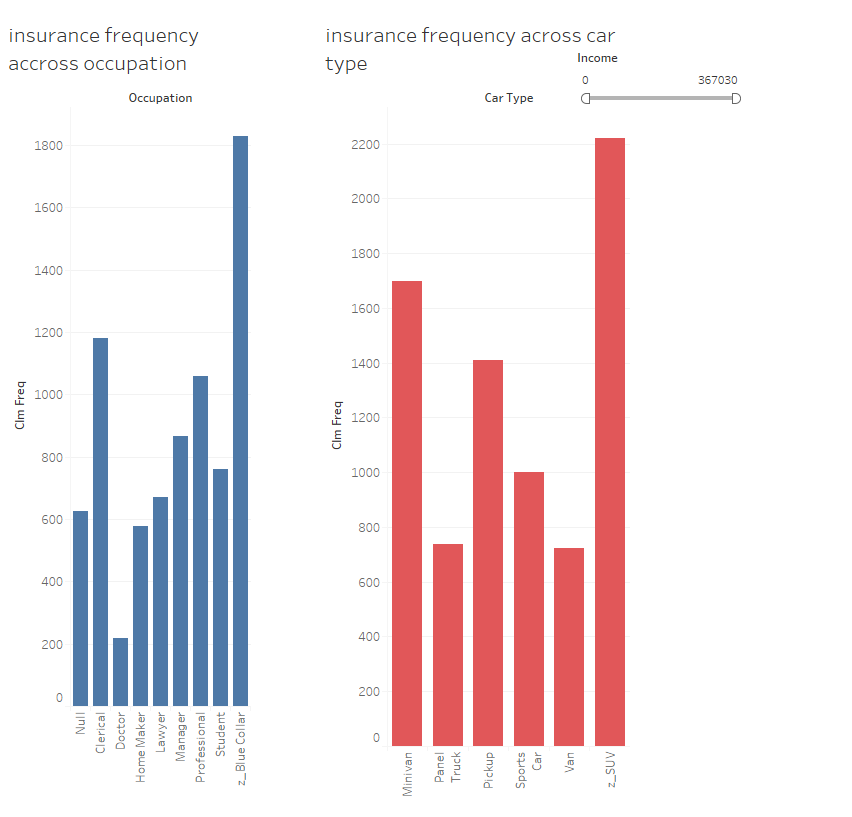 insurance frequency
accross occupation
Occupation
Clm Freq
1800
1600
1400
1200
1000
800
600
400
200
0
Null
Clerical
Doctor
Home Maker
Lawyer
Manager
Professional
Student
z_Blue Collar
insurance frequency across car
type
Income
0
367030
Car Type
Clm Freq
2200
2000
1800
1600
1400
1200
1000
800
600
400
200
0
Minivan
Panel
Truck
Pickup
Sports
Car
Van
z_SUV